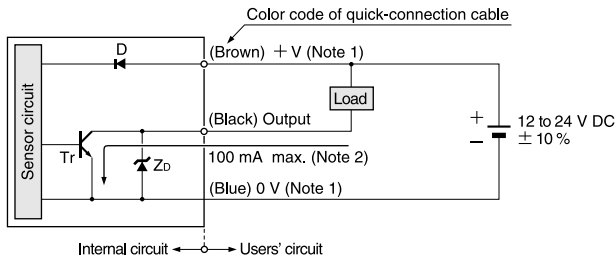 Color code of quick-connection cable
D
(Brown) + V (Note 1)
Load
(Black) Output
Sensor circuit
Tr
ZD
100 mA max. (Note 2)
+
−
12 to 24 V DC
± 10 %
(Blue) 0 V (Note 1)
Internal circuit
Users' circuit